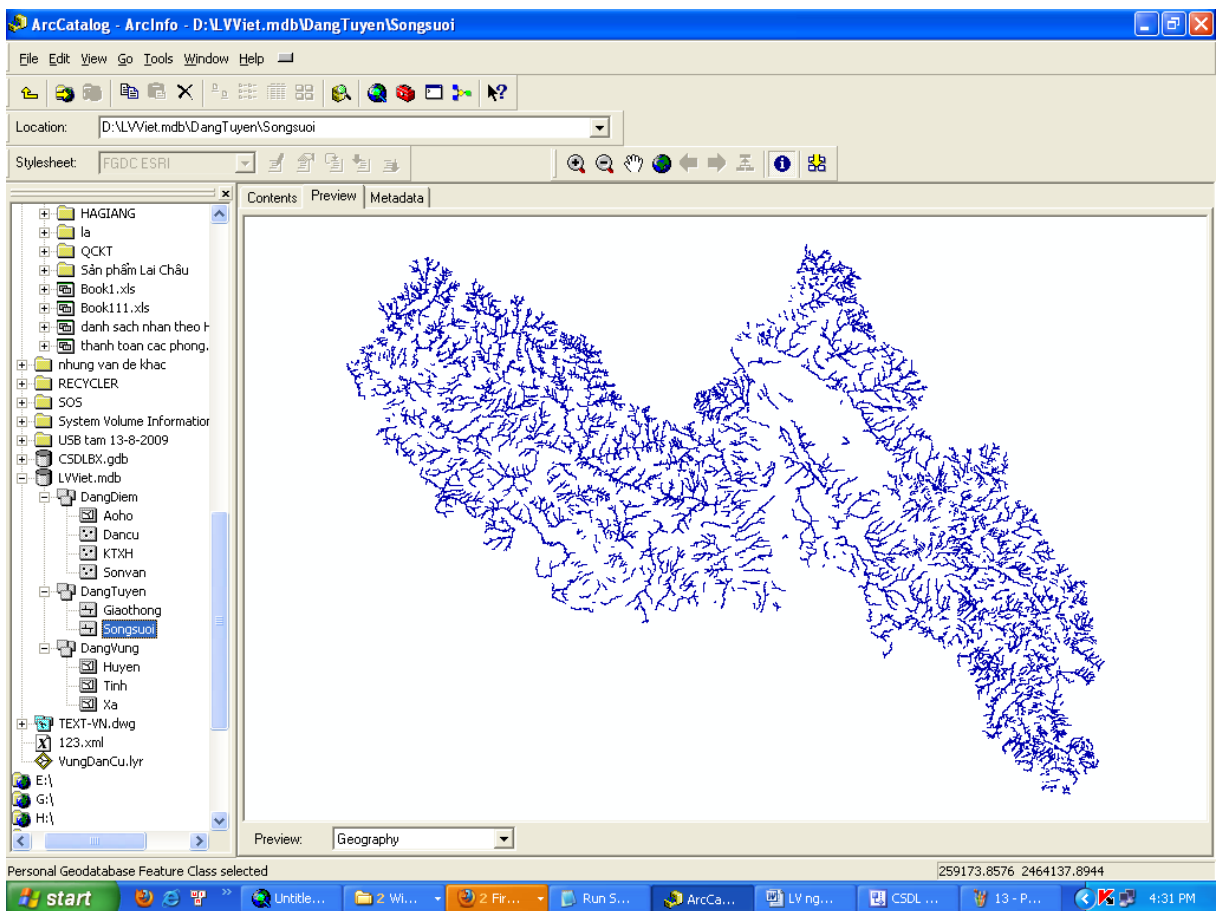 ArcCatalog - ArcInfo - D:\LVViet.mdb\DangTuyen\Songsuoi
File Edit View Go Tools Window Help
Location: D:\LVViet.mdb\DangTuyen\Songsuoi
Stylesheet: FGDC ESRI
Contents Preview Metadata
HAGIANG
la
QCKT
Sản phẩm Lai Châu
Book1.xls
Book111.xls
danh sach nhan theo H
thanh toan cac phong.
nhung van de khac
RECYCLER
SOS
System Volume Information
USB tam 13-8-2009
CSDLBX.gdb
LVViet.mdb
DangDiem
Aoho
Dancu
KTXH
Sonvan
DangTuyen
Giaothong
Songsuoi
DangVung
Huyen
Tinh
Xa
TEXT-VN.dwg
123.xml
VungDanCu.lyr
E:\
G:\
H:\
Preview: Geography
Personal Geodatabase Feature Class selected
259173.8576 2464137.8944
start Untitle... 2 Wi... 2 Fir... Run S... ArcCa... LV ng... CSDL ... 13 - P... 4:31 PM